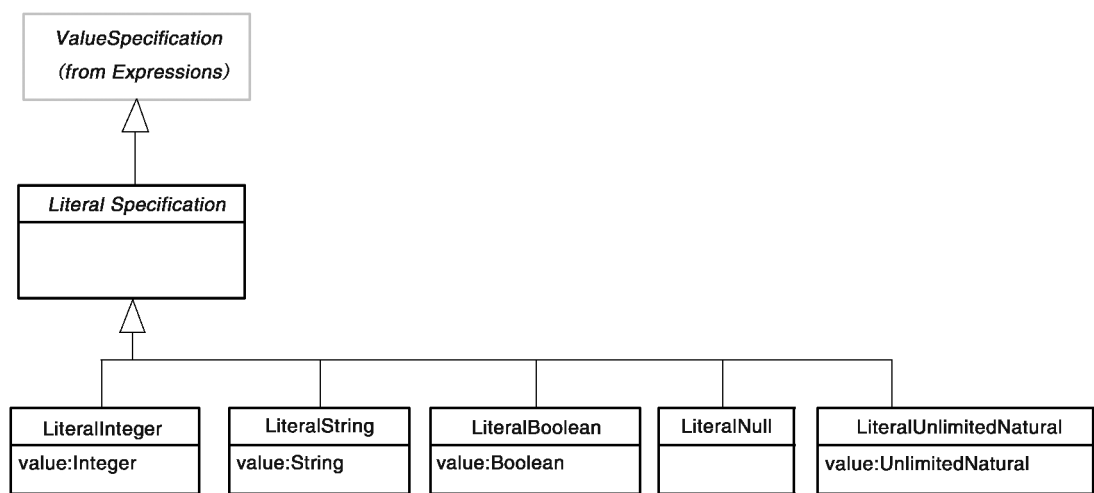 ValueSpecification
(from Expressions)
Literal Specification
LiteralInteger
value:Integer
LiteralString
value:String
LiteralBoolean
value:Boolean
LiteralNull
LiteralUnlimitedNatural
value:UnlimitedNatural